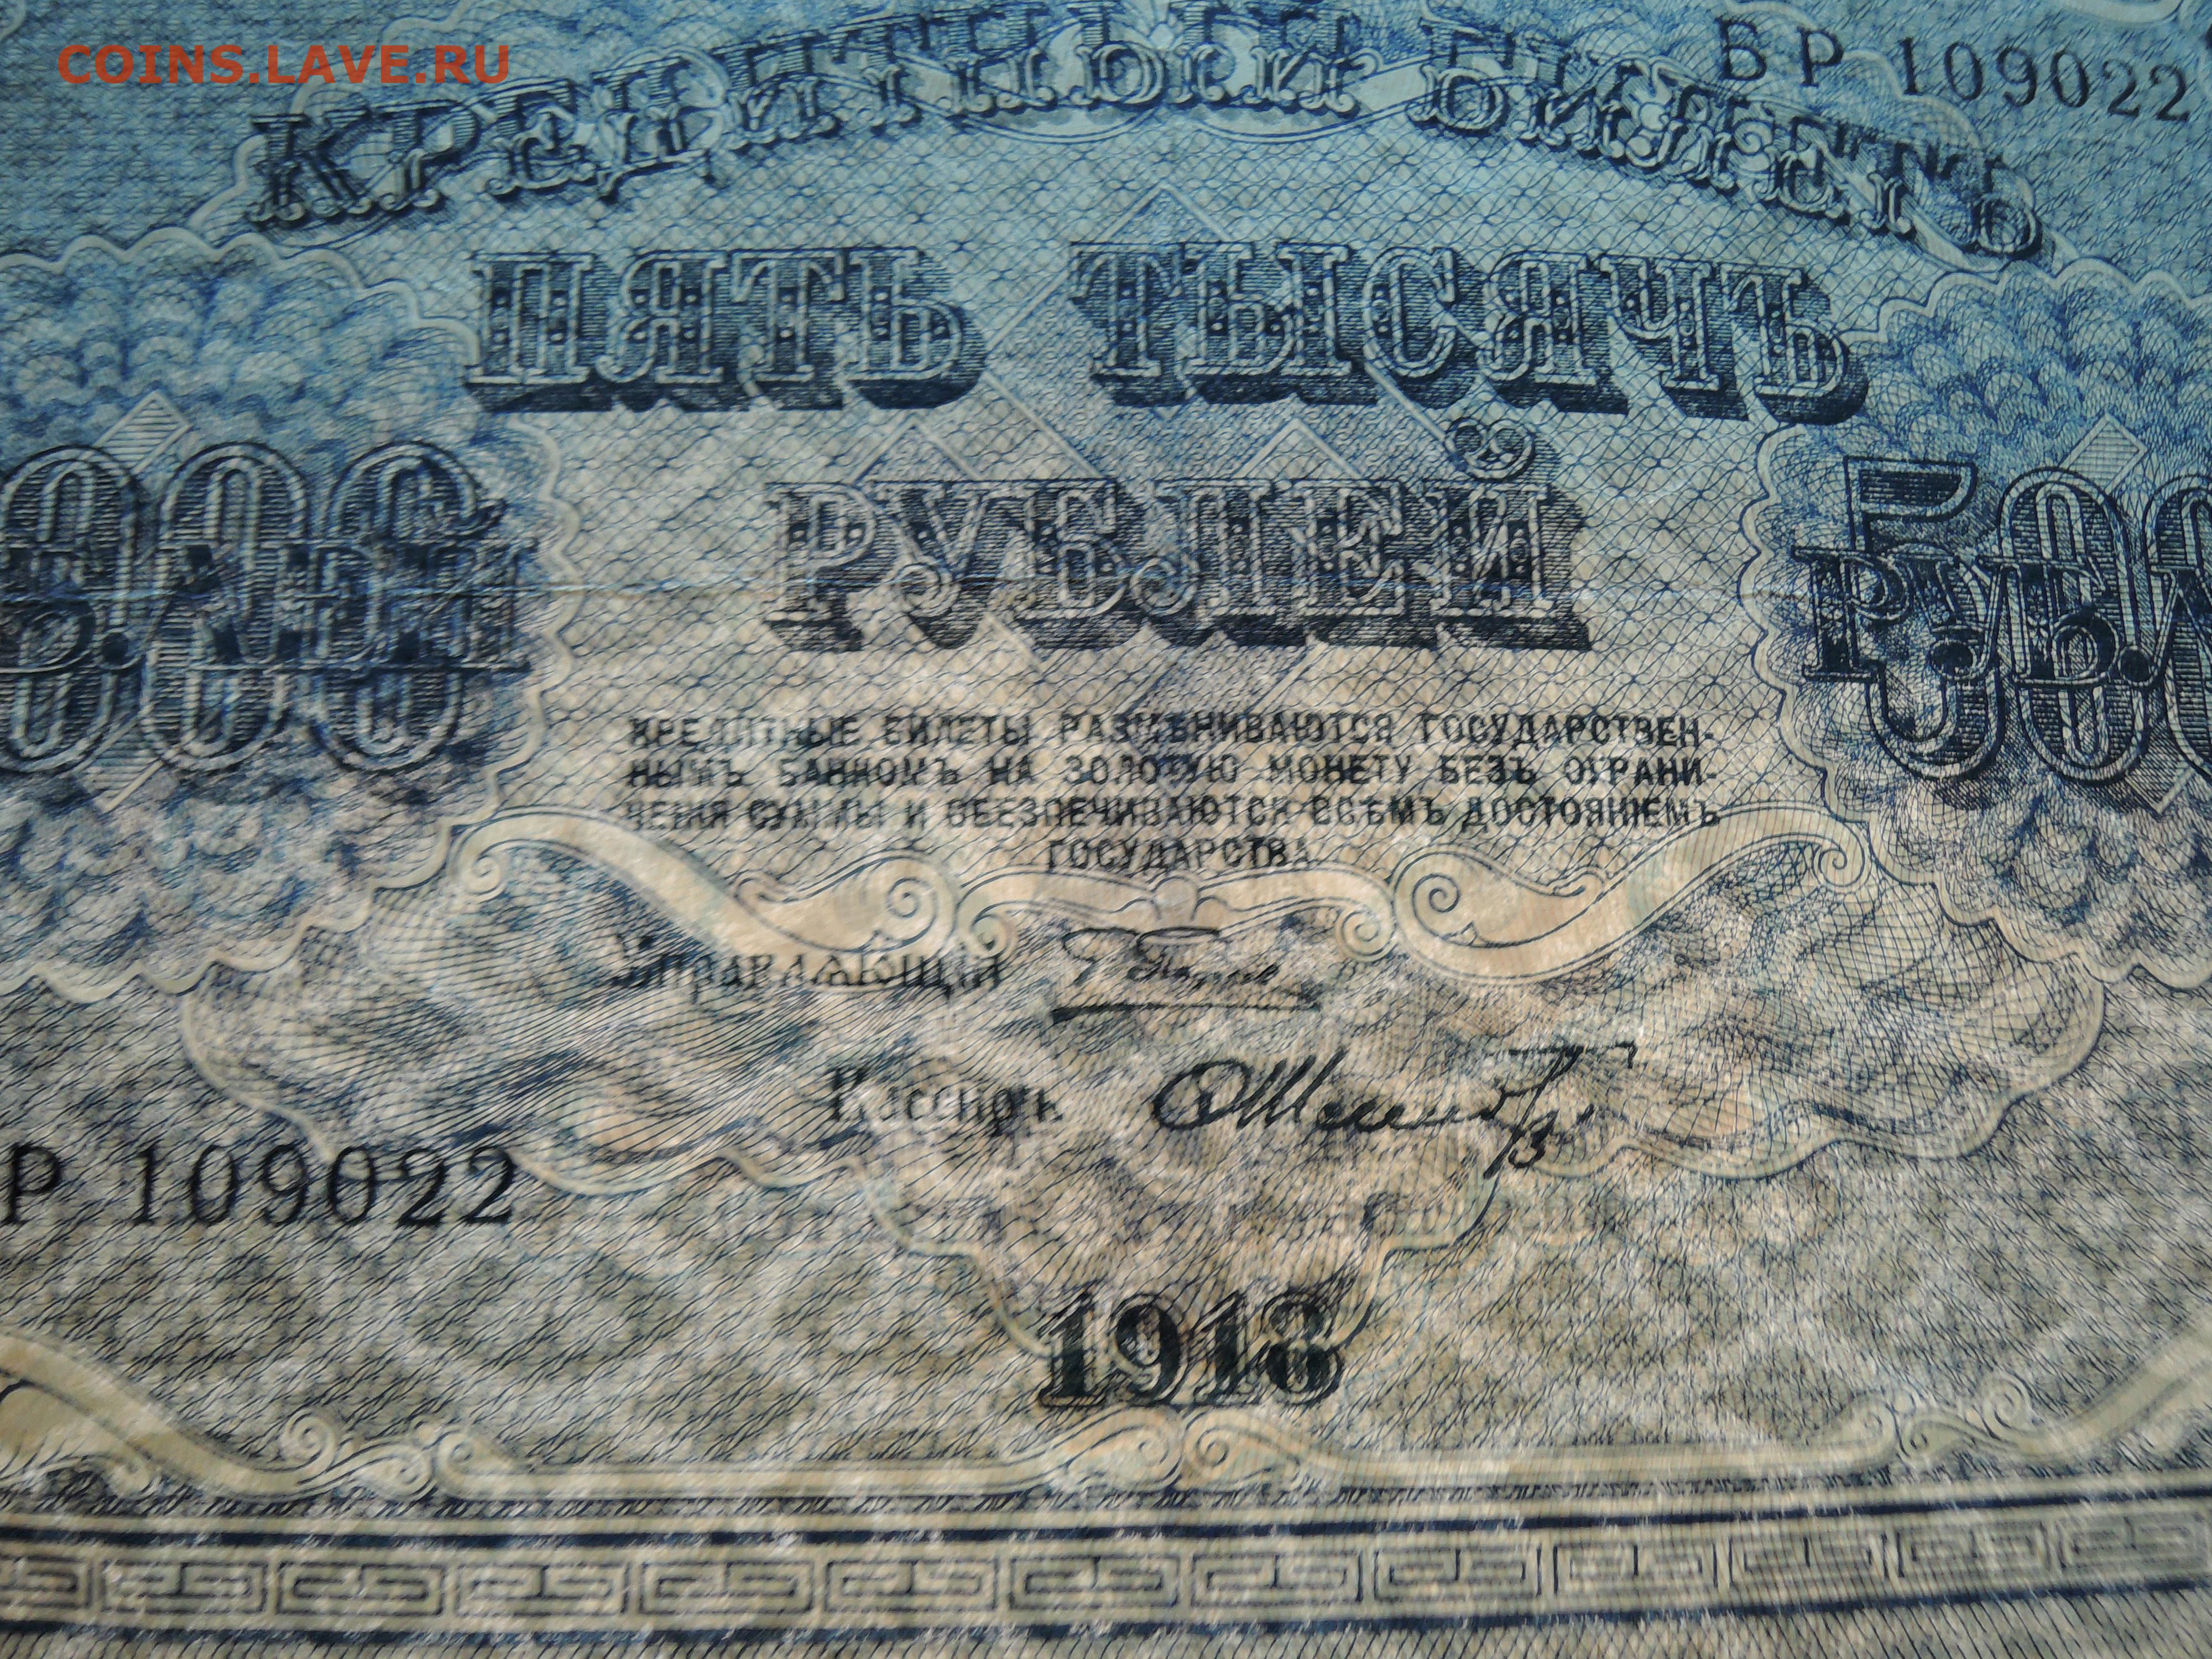 COINS.LAVE.RU
БР 109022
КРЕДИТНЫЙ БИЛЕТЪ
ПЯТЬ ТЫСЯЧЪ
РУБЛЕЙ
КРЕДИТНЫЕ БИЛЕТЫ РАЗМѢНИВАЮТСЯ ГОСУДАРСТВЕН-
НЫМЪ БАНКОМЪ НА ЗОЛОТУЮ МОНЕТУ БЕЗЪ ОГРАНИ-
ЧЕНІЯ СУММЫ И ОБЕЗПЕЧИВАЮТСЯ ВСѢМЪ ДОСТОЯНІЕМЪ
ГОСУДАРСТВА.
Управляющій
Кассиръ
Р 109022
1918